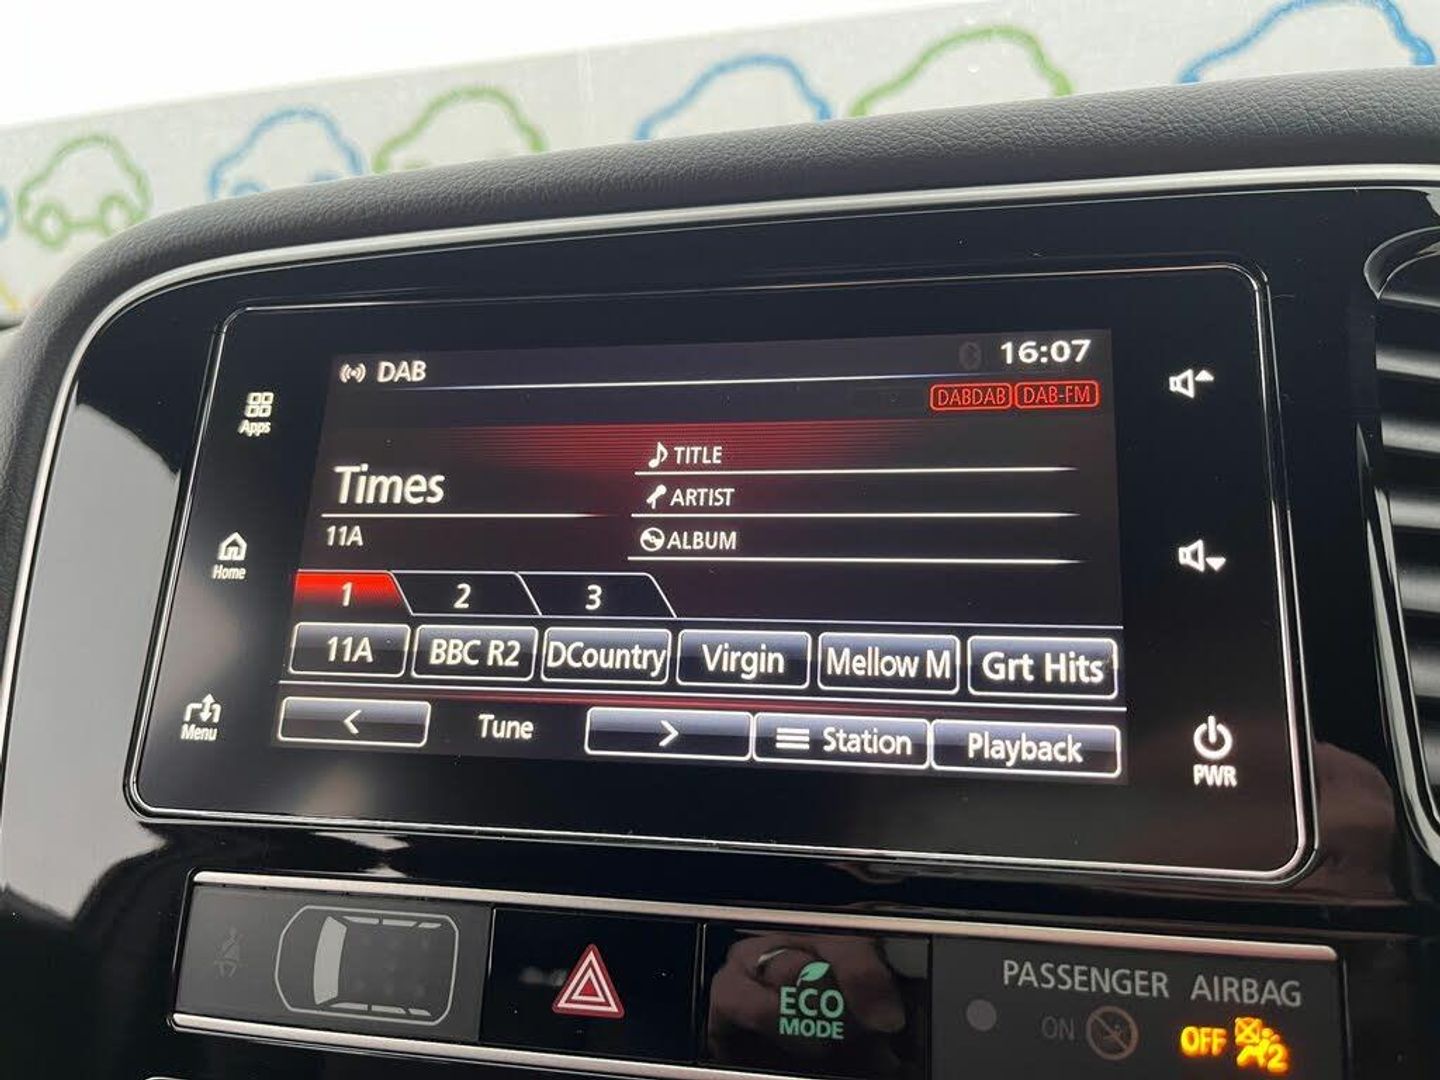 DAB
16:07
DABDAB DAB-FM
Apps
Times
TITLE
ARTIST
11A
ALBUM
Home
1 2 3
11A BBC R2 DCountry Virgin Mellow M Grt Hits
Menu
< Tune > Station Playback
PWR
PASSENGER AIRBAG
ECO
MODE
ON OFF 2